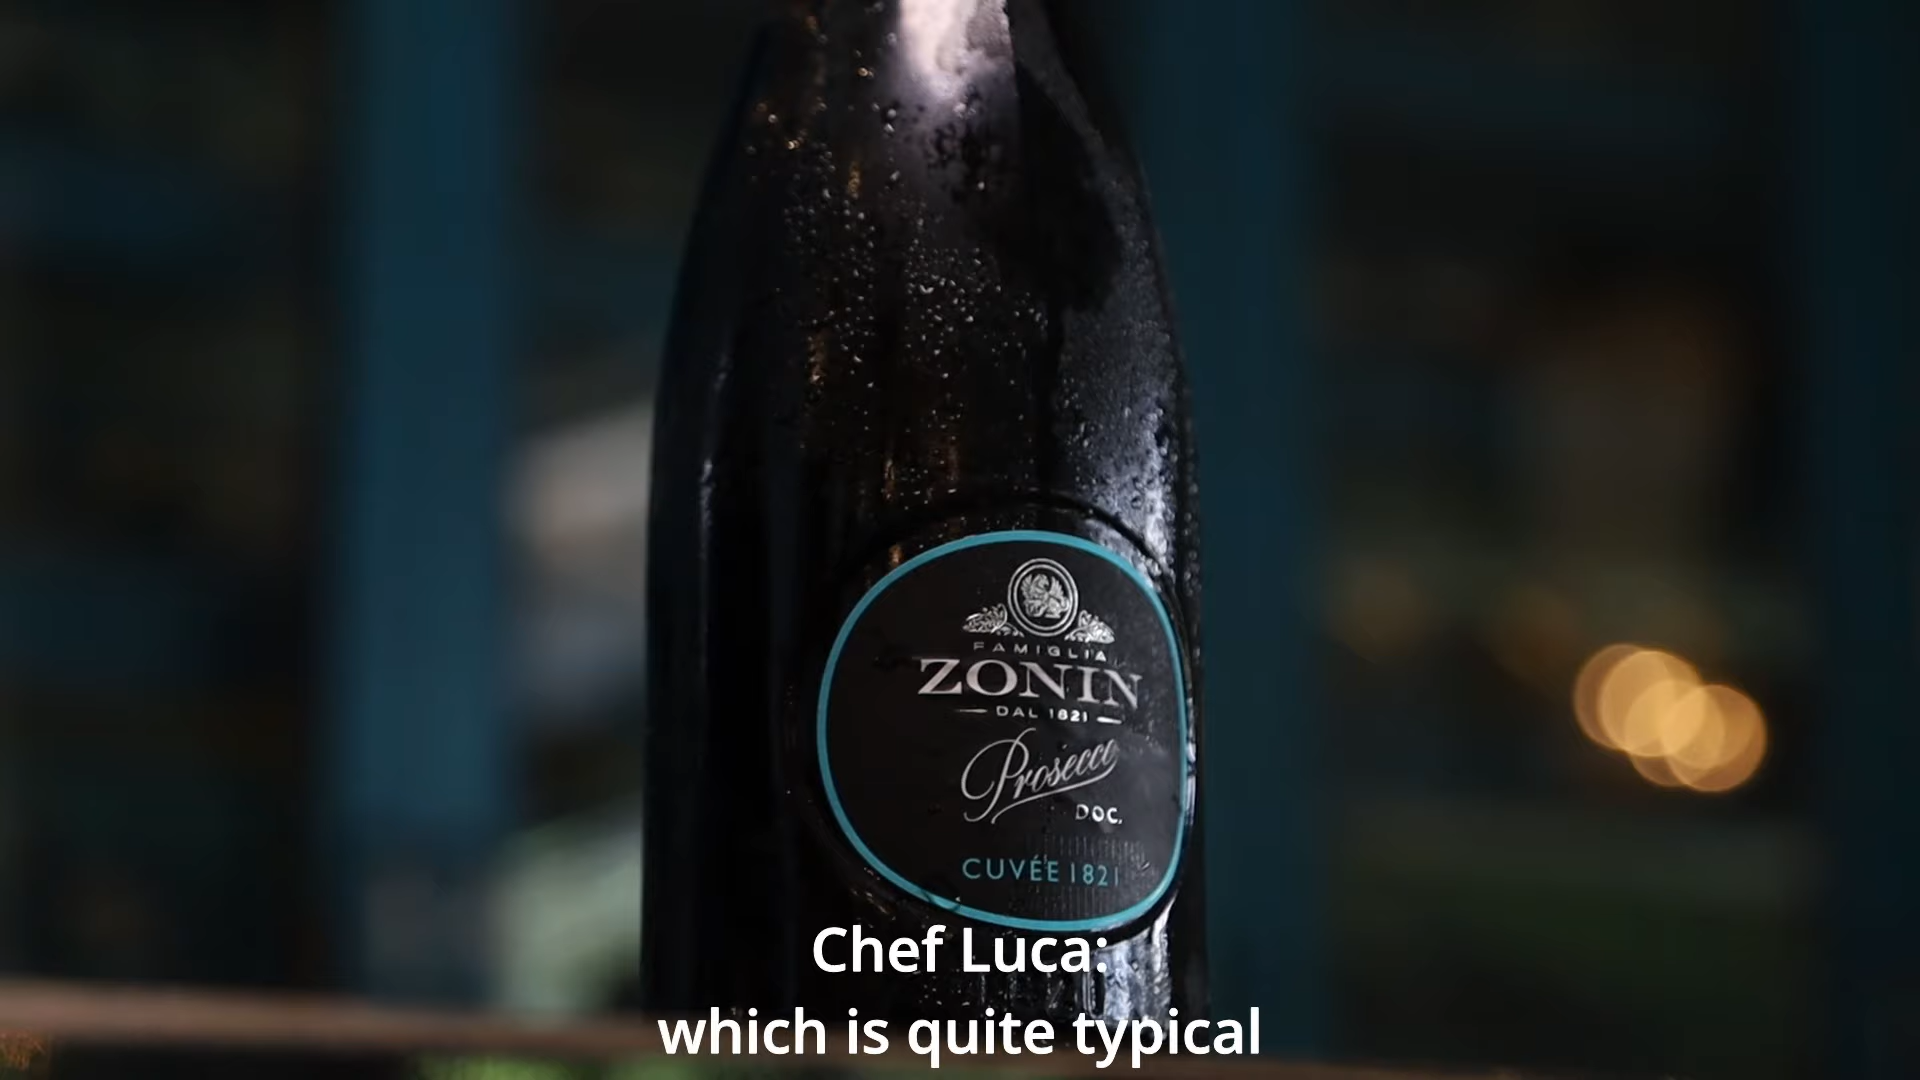 FAMIGLIA
ZONIN
DAL 1821
Prosecco
DOC.
CUVÉE 1821
Chef Luca:
which is quite typical